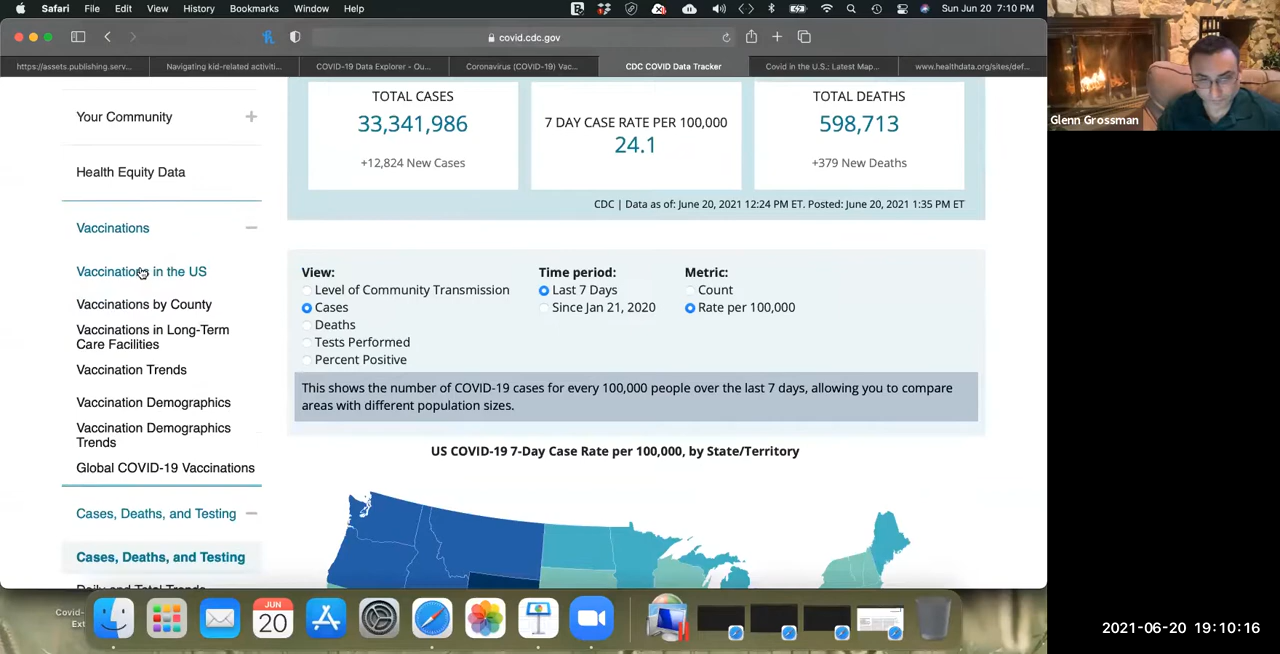 Safari File Edit View History Bookmarks Window Help Sun Jun 20 7:10 PM
covid.cdc.gov
https://assets.publishing.serv... Navigating kid-related activiti... COVID-19 Data Explorer - Ou... Coronavirus (COVID-19) Vac... CDC COVID Data Tracker Covid in the U.S.: Latest Map... www.healthdata.org/sites/def...
Glenn Grossman
Your Community
Health Equity Data
Vaccinations
Vaccinations in the US
Vaccinations by County
Vaccinations in Long-Term
Care Facilities
Vaccination Trends
Vaccination Demographics
Vaccination Demographics
Trends
Global COVID-19 Vaccinations
Cases, Deaths, and Testing
Cases, Deaths, and Testing
Daily and Total Trends
TOTAL CASES
33,341,986
+12,824 New Cases
7 DAY CASE RATE PER 100,000
24.1
TOTAL DEATHS
598,713
+379 New Deaths
CDC | Data as of: June 20, 2021 12:24 PM ET. Posted: June 20, 2021 1:35 PM ET
View:
Level of Community Transmission
Cases
Deaths
Tests Performed
Percent Positive
Time period:
Last 7 Days
Since Jan 21, 2020
Metric:
Count
Rate per 100,000
This shows the number of COVID-19 cases for every 100,000 people over the last 7 days, allowing you to compare
areas with different population sizes.
US COVID-19 7-Day Case Rate per 100,000, by State/Territory
Covid-
Ext
JUN
20
2021-06-20 19:10:16